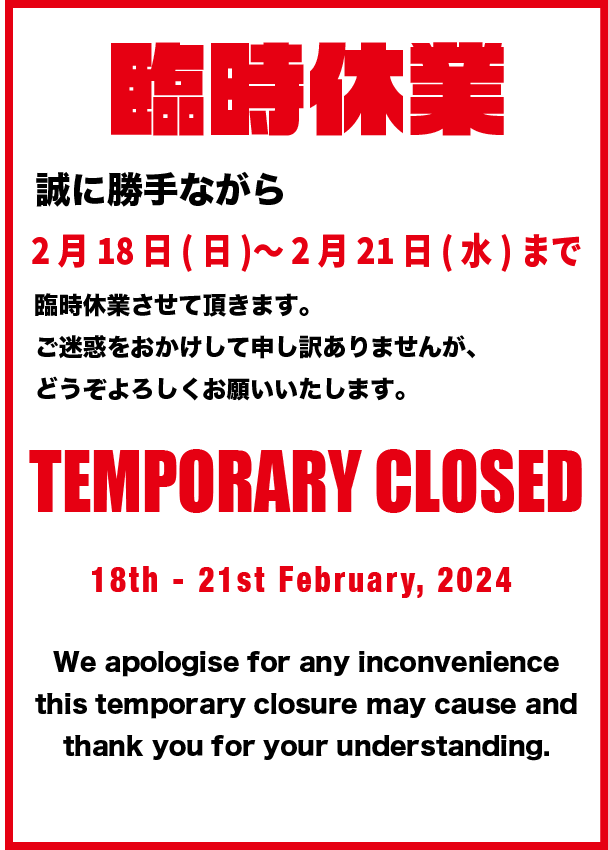 臨時休業
誠に勝手ながら
2月18日(日)〜2月21日(水)まで
臨時休業させて頂きます。
ご迷惑をおかけして申し訳ありませんが、
どうぞよろしくお願いいたします。
TEMPORARY CLOSED
18th - 21st February, 2024
We apologise for any inconvenience
this temporary closure may cause and
thank you for your understanding.